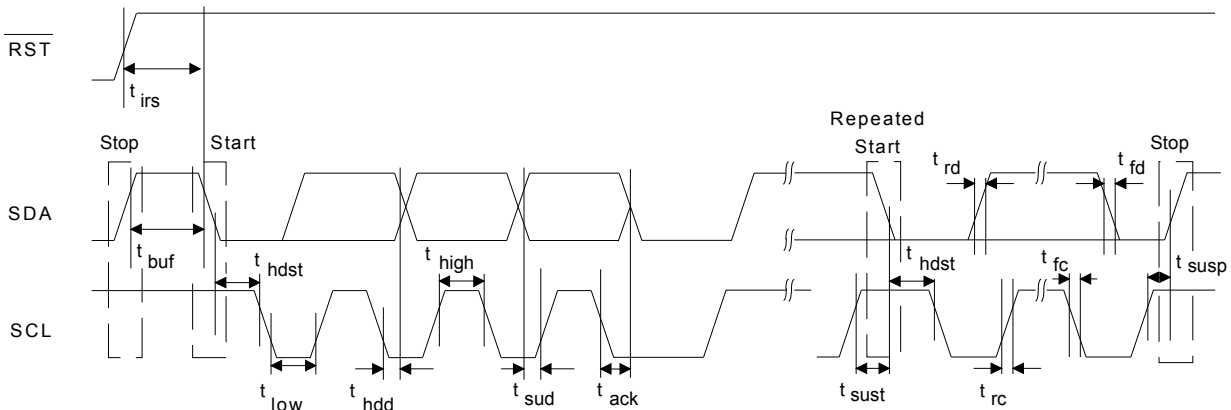 RST
t irs
Repeated
Stop Start Start Stop
t rd t fd
SDA
t buf t hdst t high t hdst t fc t susp
SCL
t low t hdd t sud t ack t sust t rc